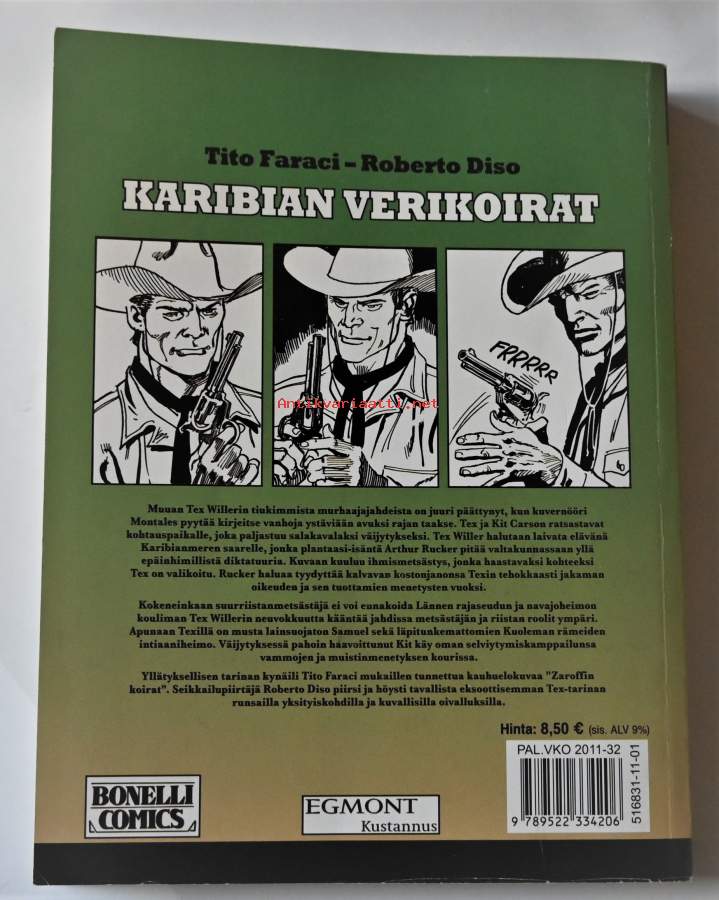 Tito Faraci – Roberto Diso
KARIBIAN VERIKOIRAT
FRRRRR
Antikvariaatti.net
Muuan Tex Willerin tiukimmista murhaajajahdeista on juuri päättynyt, kun kuvernööri
Montales pyytää kirjeitse vanhoja ystäviään avuksi rajan taakse. Tex ja Kit Carson ratsastavat
kohtauspaikalle, joka paljastuu salakavalaksi väijytykseksi. Tex Willer halutaan laivata elävänä
Karibianmeren saarelle, jonka plantaasi-isäntä Arthur Rucker pitää valtakunnassaan yllä
epäinhimillistä diktatuuria. Kuvaan kuuluu ihmismetsästys, jonka haastavaksi kohteeksi
Tex on valikoitu. Rucker haluaa tyydyttää kalvavan kostonjanonsa Texin tehokkaasti jakaman
oikeuden ja sen tuottamien menetysten vuoksi.
Kokeneinkaan suurriistanmetsästäjä ei voi ennakoida Lännen rajaseudun ja navajoheimon
kouliman Tex Willerin neuvokkuutta kääntää jahdissa metsästäjän ja riistan roolit ympäri.
Apunaan Texillä on musta lainsuojaton Samuel sekä läpitunkemattomien Kuoleman rämeiden
intiaaniheimo. Väijytyksessä pahoin haavoittunut Kit käy oman selviytymiskamppailunsa
vammojen ja muistinmenetyksen kourissa.
Yllätyksellisen tarinan kynäili Tito Faraci mukaillen tunnettua kauhuelokuvaa "Zaroffin
koirat". Seikkailupiirtäjä Roberto Diso piirsi ja höysti tavallista eksoottisemman Tex-tarinan
runsailla yksityiskohdilla ja kuvallisilla oivalluksilla.
Hinta: 8,50 € (sis. ALV 9%)
PAL.VKO 2011-32
516831-11-01
9 789522 334206
BONELLI
COMICS
EGMONT
Kustannus